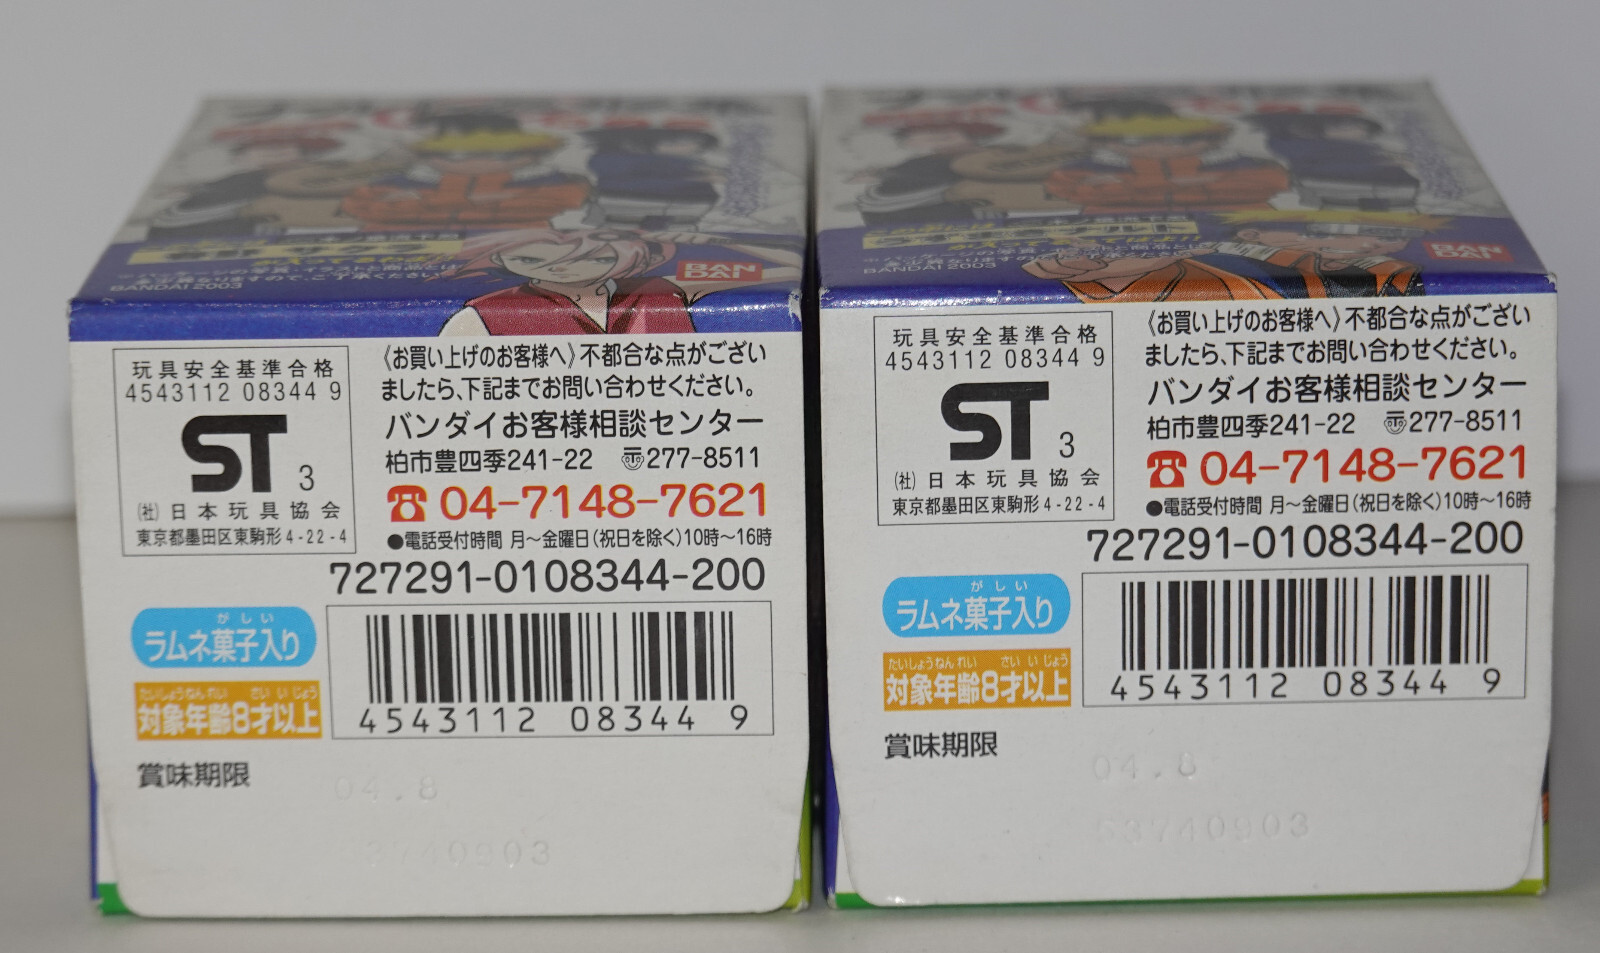 BAN
DAI
BANDAI 2003
玩具安全基準合格
4543112 08344 9
ST 3
(社)日本玩具協会
東京都墨田区東駒形4-22-4
《お買い上げのお客様へ》不都合な点がござい
ましたら、下記までお問い合わせください。
バンダイお客様相談センター
柏市豊四季241-22 〠277-8511
☎04-7148-7621
●電話受付時間 月〜金曜日(祝日を除く)10時〜16時
727291-0108344-200
がしい
ラムネ菓子入り
たいしょうねんれい さいいじょう
対象年齢8才以上
4543112 08344 9
賞味期限
04.8
3740903
うずまきナルト
BAN
DAI
BANDAI 2003
玩具安全基準合格
4543112 08344 9
ST 3
(社)日本玩具協会
東京都墨田区東駒形4-22-4
《お買い上げのお客様へ》不都合な点がござい
ましたら、下記までお問い合わせください。
バンダイお客様相談センター
柏市豊四季241-22 〠277-8511
☎04-7148-7621
●電話受付時間 月〜金曜日(祝日を除く)10時〜16時
727291-0108344-200
がしい
ラムネ菓子入り
たいしょうねんれい さいいじょう
対象年齢8才以上
4543112 08344 9
賞味期限
04.8
53740903